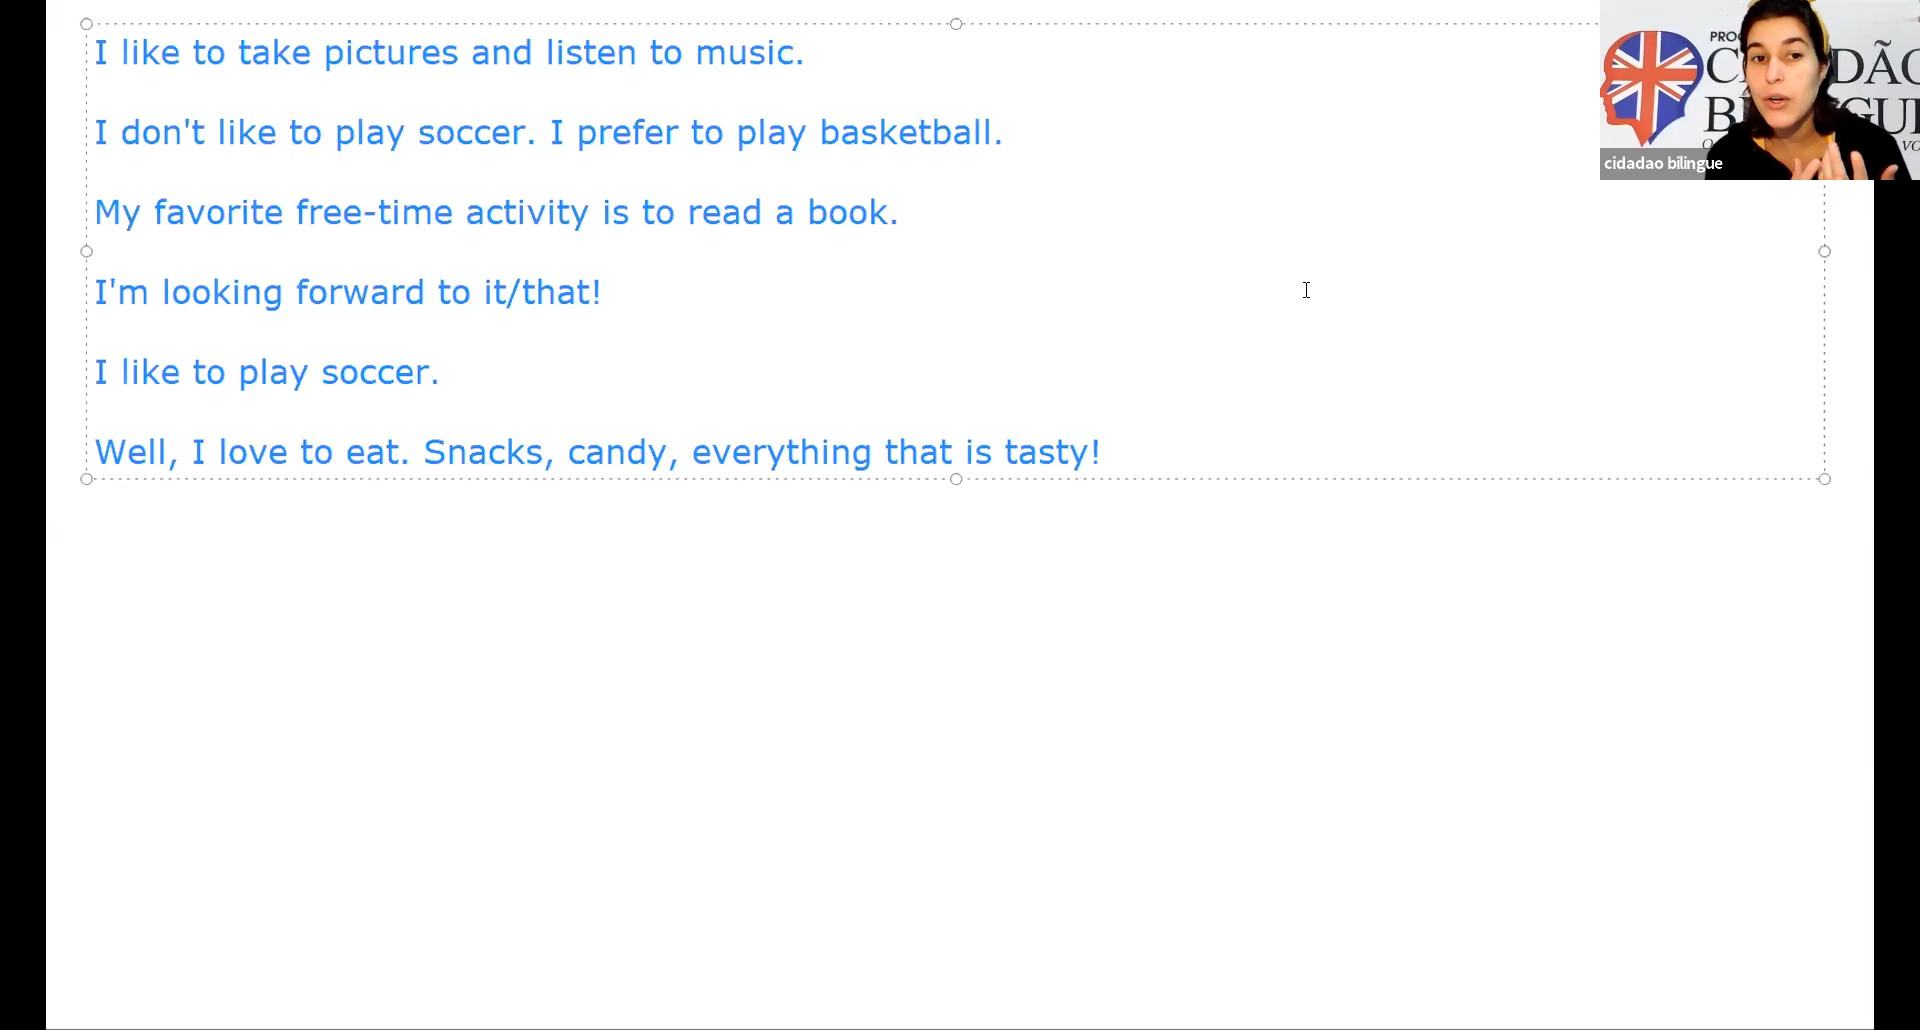 I like to take pictures and listen to music.
I don't like to play soccer. I prefer to play basketball.
My favorite free-time activity is to read a book.
I'm looking forward to it/that!
I like to play soccer.
Well, I love to eat. Snacks, candy, everything that is tasty!
cidadao bilingue